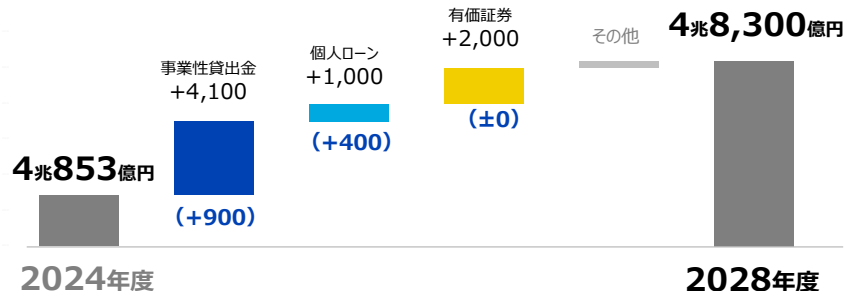 4兆853億円
2024年度
事業性貸出金
+4,100
（+900）
個人ローン
+1,000
（+400）
有価証券
+2,000
（±0）
その他
4兆8,300億円
2028年度